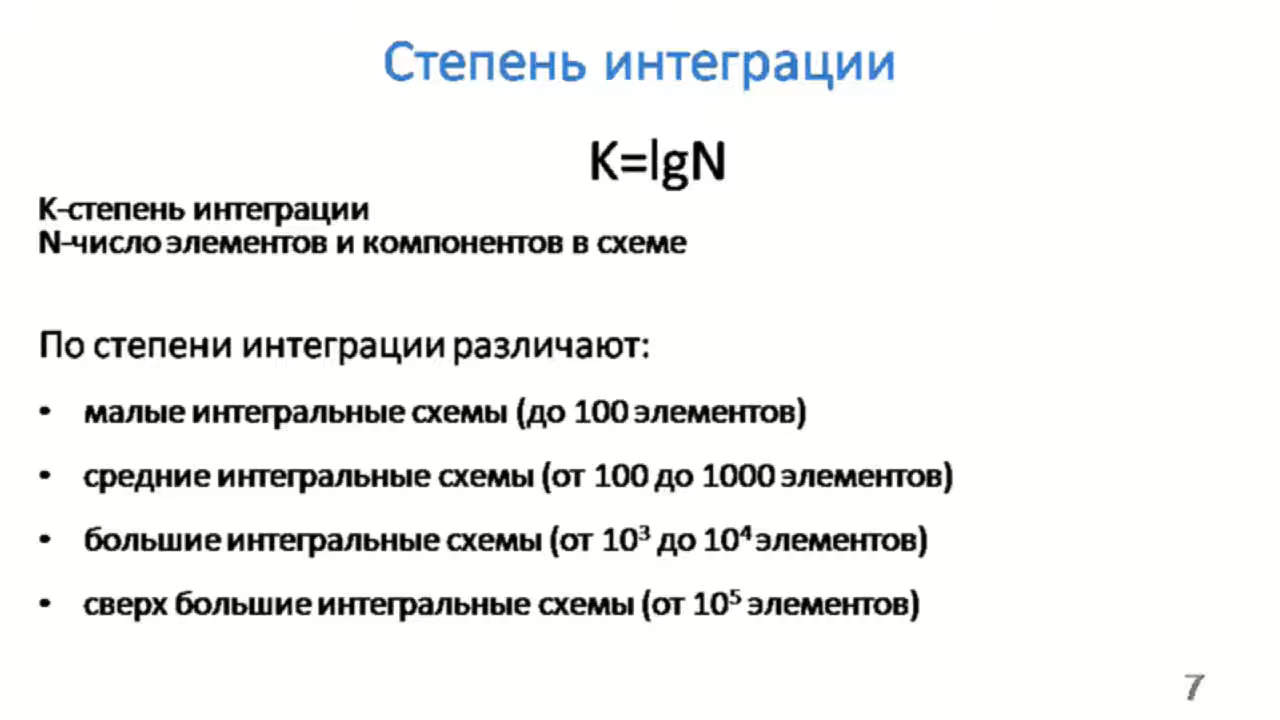 Степень интеграции
K=lgN
K-степень интеграции
N-число элементов и компонентов в схеме
По степени интеграции различают:
• малые интегральные схемы (до 100 элементов)
• средние интегральные схемы (от 100 до 1000 элементов)
• большие интегральные схемы (от 10³ до 10⁴ элементов)
• сверх большие интегральные схемы (от 10⁵ элементов)
7